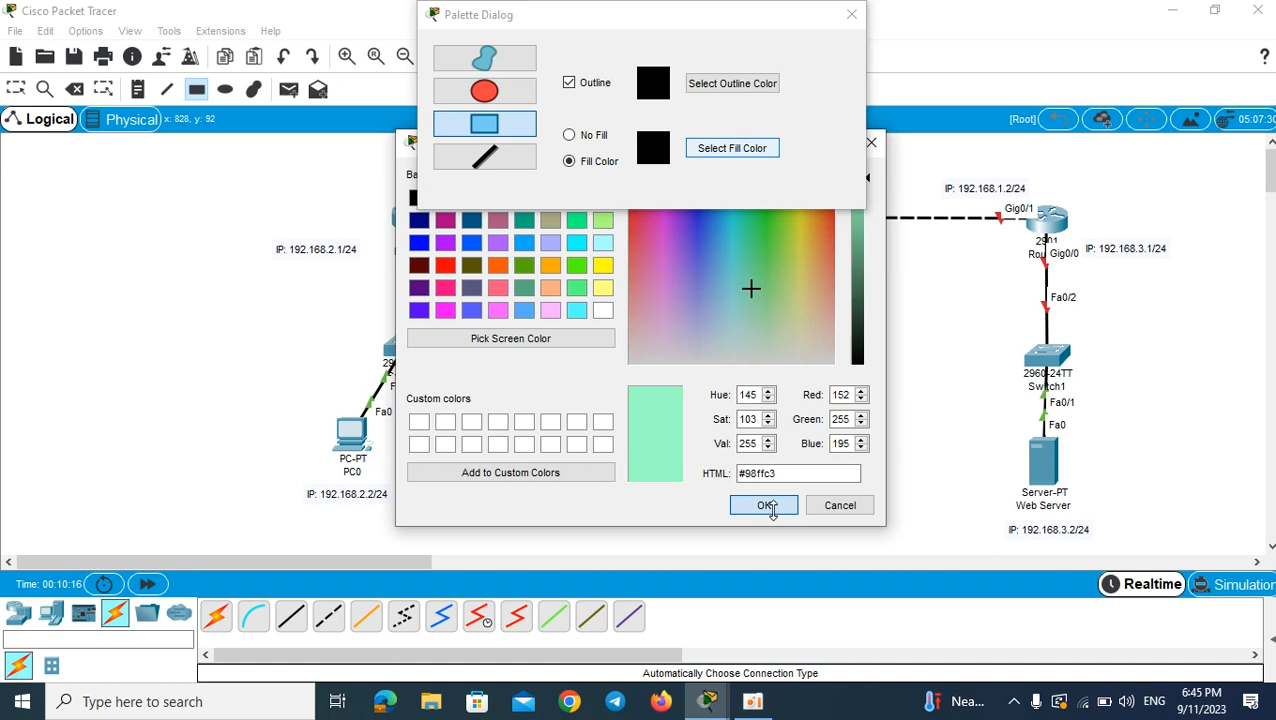 Cisco Packet Tracer
Palette Dialog
File Edit Options View Tools Extensions Help
Outline
Select Outline Color
No Fill
Fill Color
Select Fill Color
Logical
Physical
x: 828, y: 92
[Root]
05:07:30
Ba
Pick Screen Color
Custom colors
Add to Custom Colors
Hue: 145
Red: 152
Sat: 103
Green: 255
Val: 255
Blue: 195
HTML: #98ffc3
OK
Cancel
IP: 192.168.2.1/24
29
Fa0
PC-PT
PC0
IP: 192.168.2.2/24
IP: 192.168.1.2/24
Gig0/1
Rou
Gig0/0
IP: 192.168.3.1/24
Fa0/2
2960-24TT
Switch1
Fa0/1
Fa0
Server-PT
Web Server
IP: 192.168.3.2/24
Time: 00:10:16
Realtime
Simulation
Automatically Choose Connection Type
Type here to search
Nea...
ENG
6:45 PM
9/11/2023